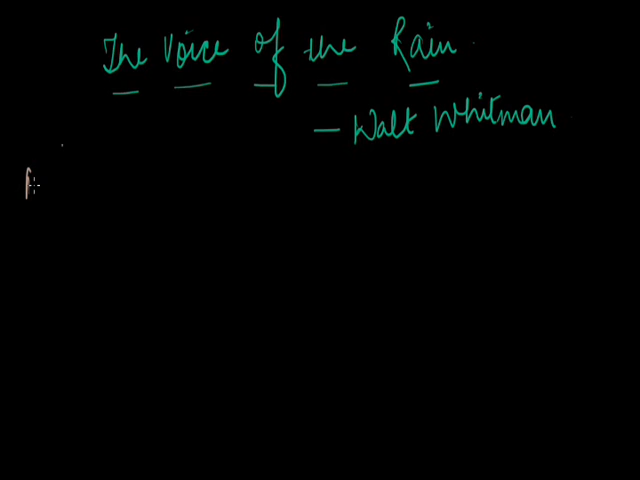 The Voice of the Rain
- Walt Whitman